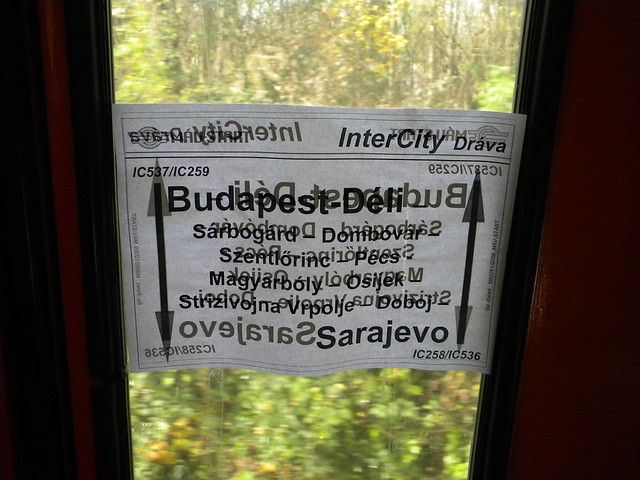 InterCity Dráva
IC537/IC259
Budapest-Déli
Sárbogárd – Dombóvár –
Szentlőrinc – Pécs -
Magyarbóly – Osijek –
Strizivojna Vrpolje – Doboj
Sarajevo
IC258/IC536